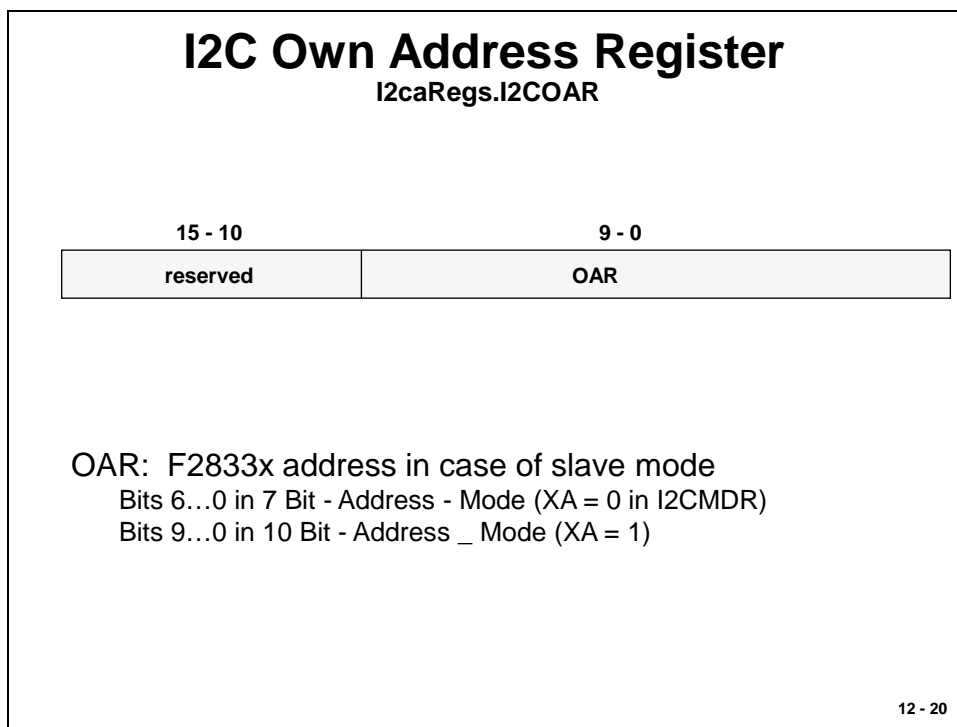 I2C Own Address Register
I2caRegs.I2COAR
15 - 10 9 - 0
reserved OAR
OAR: F2833x address in case of slave mode
Bits 6…0 in 7 Bit - Address - Mode (XA = 0 in I2CMDR)
Bits 9…0 in 10 Bit - Address _ Mode (XA = 1)
12 - 20